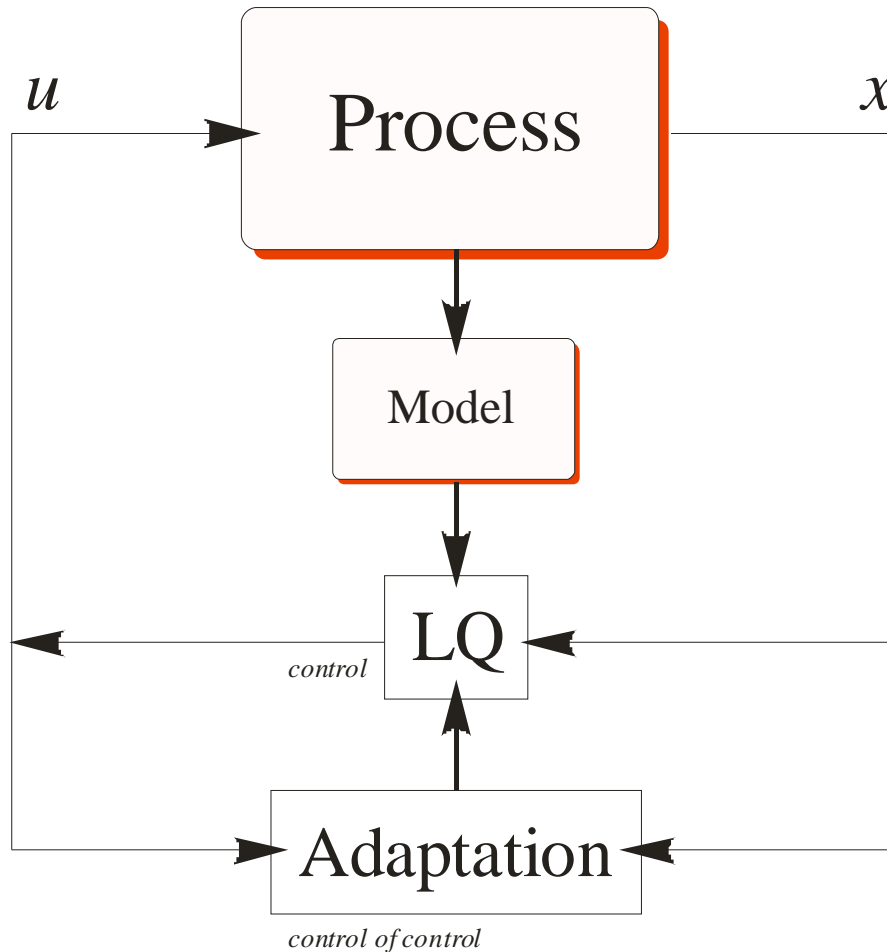 u
x
Process
Model
LQ
control
Adaptation
control of control